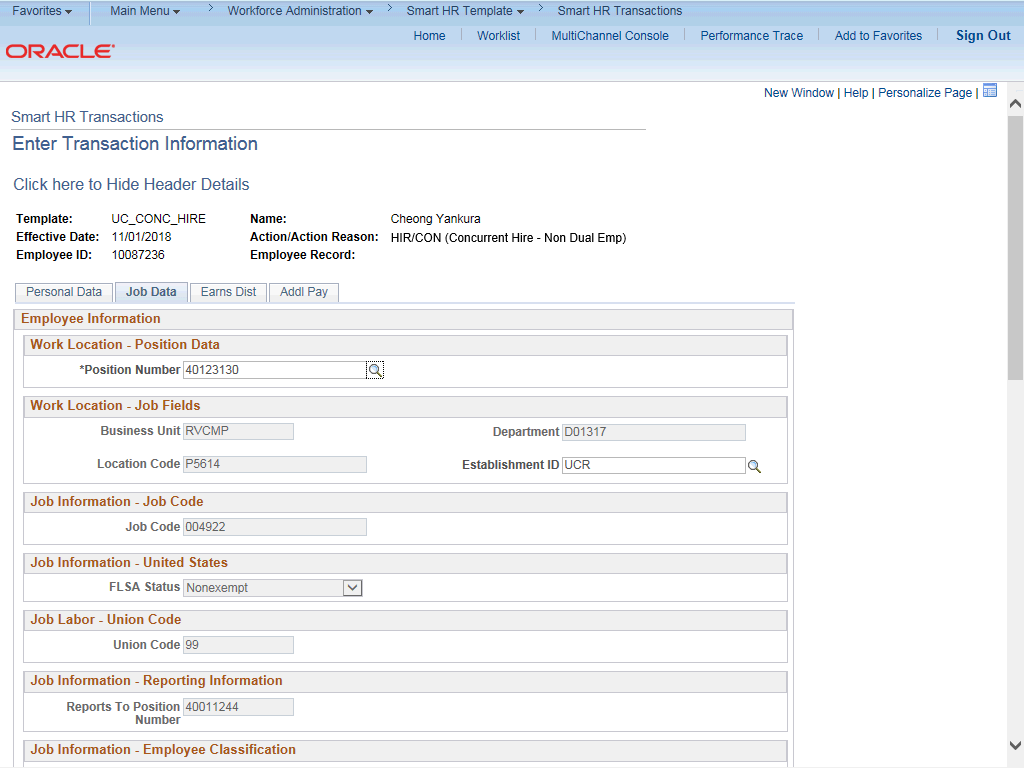 Favorites Main Menu > Workforce Administration > Smart HR Template > Smart HR Transactions
Home Worklist MultiChannel Console Performance Trace Add to Favorites Sign Out
ORACLE
New Window | Help | Personalize Page |
Smart HR Transactions
Enter Transaction Information
Click here to Hide Header Details
Template: UC_CONC_HIRE Name: Cheong Yankura
Effective Date: 11/01/2018 Action/Action Reason: HIR/CON (Concurrent Hire - Non Dual Emp)
Employee ID: 10087236 Employee Record:
Personal Data Job Data Earns Dist Addl Pay
Employee Information
Work Location - Position Data
*Position Number 40123130
Work Location - Job Fields
Business Unit RVCMP Department D01317
Location Code P5614 Establishment ID UCR
Job Information - Job Code
Job Code 004922
Job Information - United States
FLSA Status Nonexempt
Job Labor - Union Code
Union Code 99
Job Information - Reporting Information
Reports To Position 40011244
Number
Job Information - Employee Classification